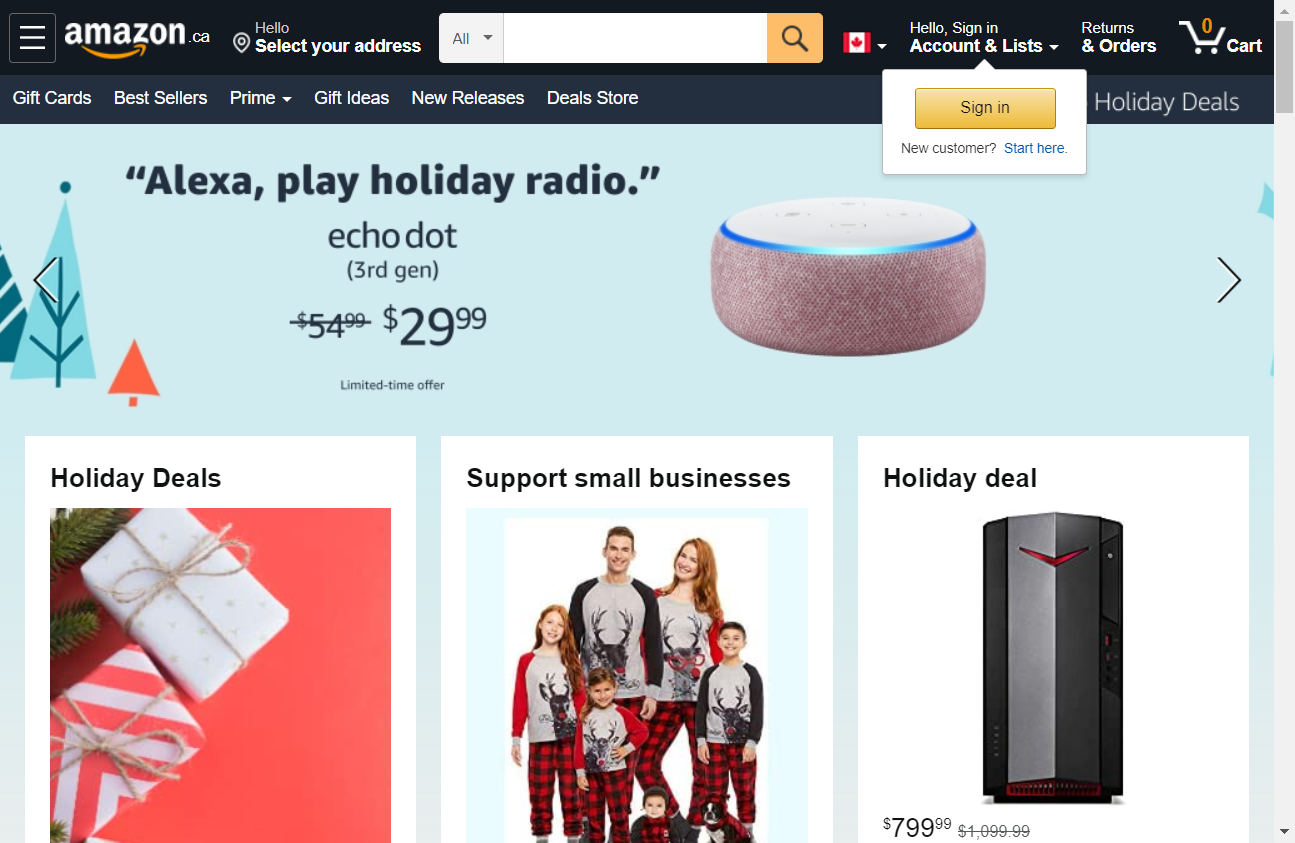 amazon.ca
Hello
Select your address
All
Hello, Sign in
Account & Lists
Returns
& Orders
0
Cart
Gift Cards
Best Sellers
Prime
Gift Ideas
New Releases
Deals Store
Holiday Deals
Sign in
New customer? Start here.
“Alexa, play holiday radio.”
echo dot
(3rd gen)
$54.99 $29.99
Limited-time offer
Holiday Deals
Support small businesses
Holiday deal
$799.99 $1,099.99